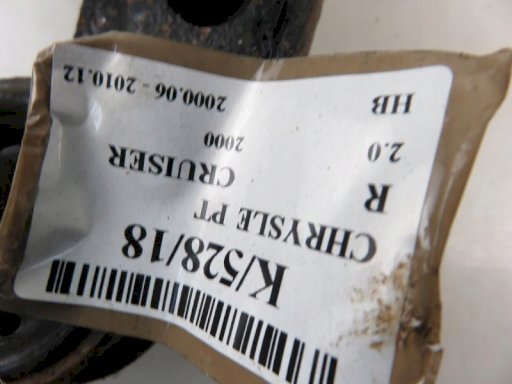 K/528/18
CHRYSLE PT
R CRUISER
2.0 2000
HB 2000.06 - 2010.12